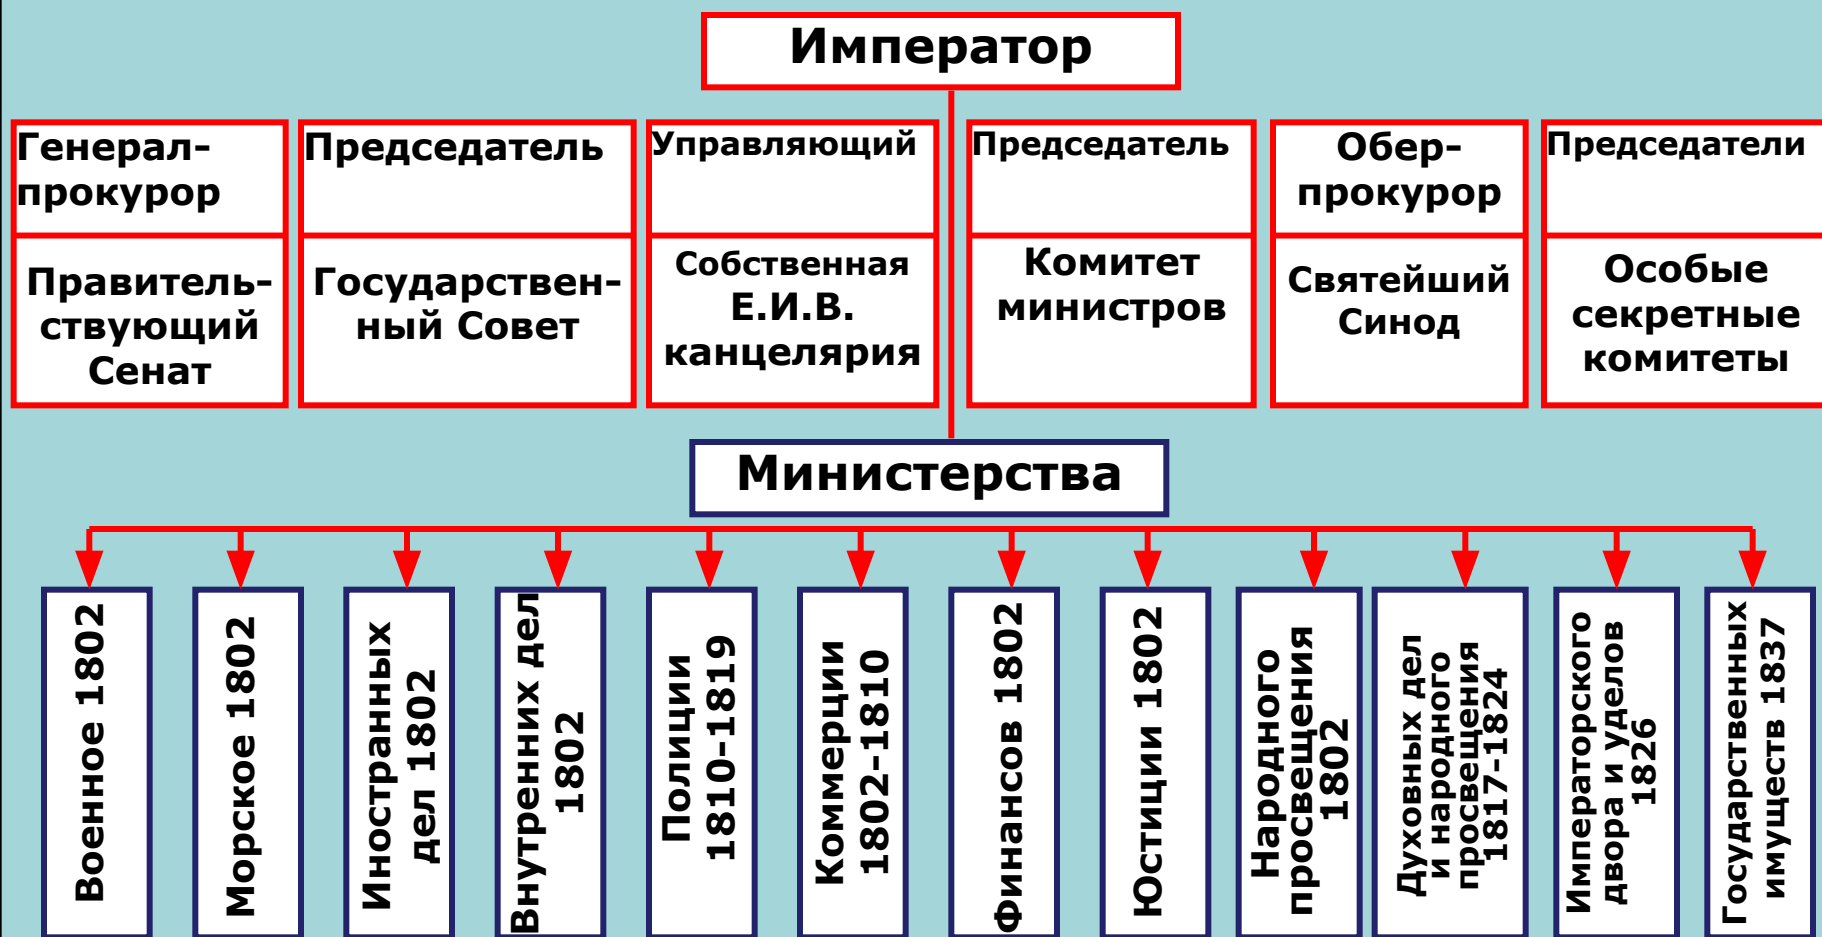 Император
Генерал-
прокурор
Председатель
Управляющий
Председатель
Обер-
прокурор
Председатели
Правитель-
ствующий
Сенат
Государствен-
ный Совет
Собственная
Е.И.В.
канцелярия
Комитет
министров
Святейший
Синод
Особые
секретные
комитеты
Министерства
Военное 1802
Морское 1802
Иностранных
дел 1802
Внутренних дел
1802
Полиции
1810-1819
Коммерции
1802-1810
Финансов 1802
Юстиции 1802
Народного
просвещения
1802
Духовных дел
и народного
просвещения
1817-1824
Императорского
двора и уделов
1826
Государственных
имуществ 1837